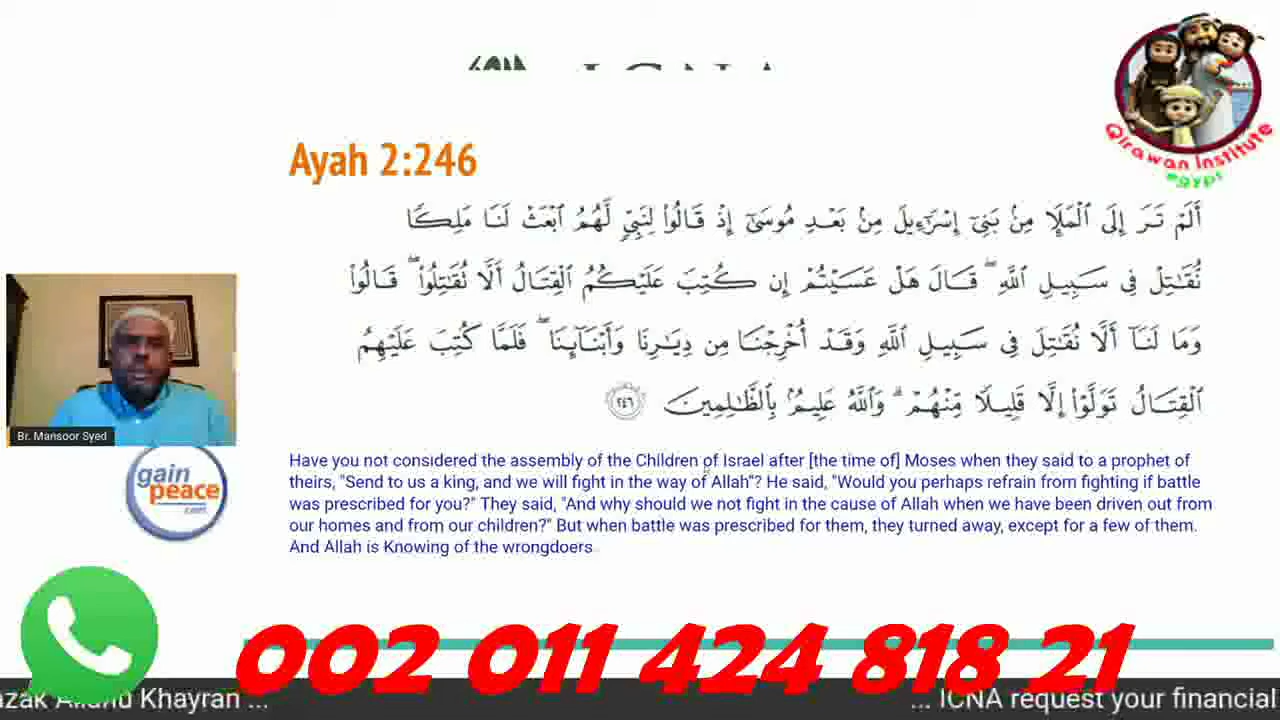 ICNA
Qirawan Institute
egypt
Ayah 2:246
أَلَمْ تَرَ إِلَى ٱلْمَلَإِ مِنۢ بَنِىٓ إِسْرَٰٓءِيلَ مِنۢ بَعْدِ مُوسَىٰٓ إِذْ قَالُوا۟ لِنَبِىٍّ لَّهُمُ ٱبْعَثْ لَنَا مَلِكًا
نُّقَـٰتِلْ فِى سَبِيلِ ٱللَّهِ ۖ قَالَ هَلْ عَسَيْتُمْ إِن كُتِبَ عَلَيْكُمُ ٱلْقِتَالُ أَلَّا تُقَـٰتِلُوا۟ ۖ قَالُوا۟
وَمَا لَنَآ أَلَّا نُقَـٰتِلَ فِى سَبِيلِ ٱللَّهِ وَقَدْ أُخْرِجْنَا مِن دِيَـٰرِنَا وَأَبْنَآئِنَا ۖ فَلَمَّا كُتِبَ عَلَيْهِمُ
ٱلْقِتَالُ تَوَلَّوْا۟ إِلَّا قَلِيلًا مِّنْهُمْ ۗ وَٱللَّهُ عَلِيمٌۢ بِٱلظَّـٰلِمِينَ ٢٤٦
Br. Mansoor Syed
gain
peace
.com
Have you not considered the assembly of the Children of Israel after [the time of] Moses when they said to a prophet of
theirs, "Send to us a king, and we will fight in the way of Allah"? He said, "Would you perhaps refrain from fighting if battle
was prescribed for you?" They said, "And why should we not fight in the cause of Allah when we have been driven out from
our homes and from our children?" But when battle was prescribed for them, they turned away, except for a few of them.
And Allah is Knowing of the wrongdoers
002 011 424 818 21
Khayran ... ... ICNA request your financial